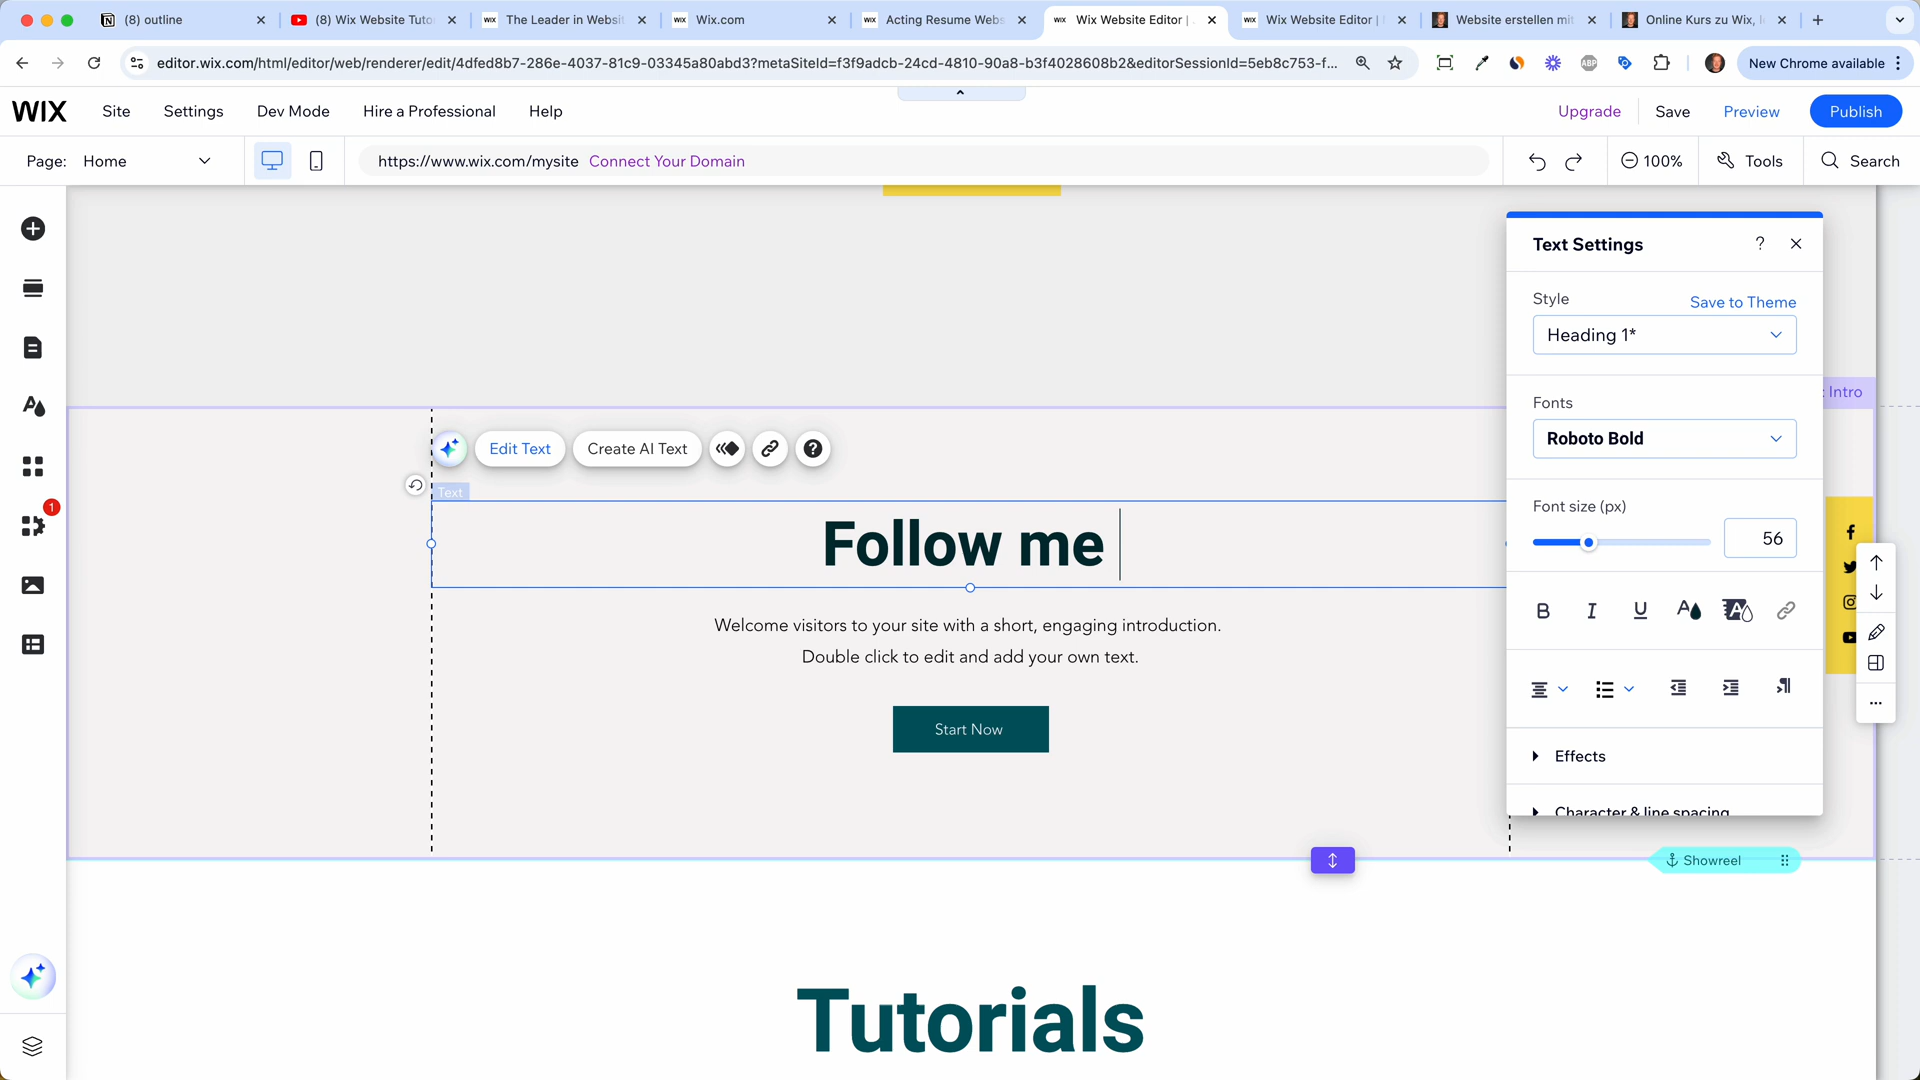 (8) outline
(8) Wix Website Tuto
The Leader in Websi
Wix.com
Acting Resume Webs
Wix Website Editor |
Wix Website Editor |
Website erstellen mit
Online Kurs zu Wix,
editor.wix.com/html/editor/web/renderer/edit/4dfed8b7-286e-4037-81c9-03345a80abd3?metaSiteId=f3f9adcb-24cd-4810-90a8-b3f4028608b2&editorSessionId=5eb8c753-f...
ABP
New Chrome available
WIX
Site
Settings
Dev Mode
Hire a Professional
Help
Upgrade
Save
Preview
Publish
Page: Home
https://www.wix.com/mysite Connect Your Domain
100%
Tools
Search
Text Settings
?
Style
Save to Theme
Heading 1*
: Intro
Fonts
Roboto Bold
Edit Text
Create AI Text
Text
1
Font size (px)
56
Follow me
B I U
Welcome visitors to your site with a short, engaging introduction.
Double click to edit and add your own text.
Start Now
Effects
Character & line spacing
Showreel
Tutorials